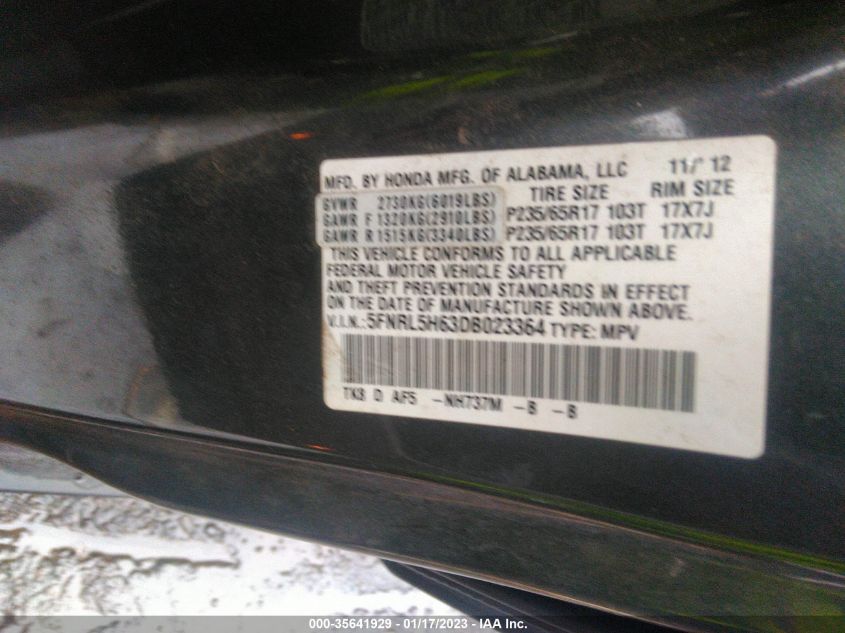 MFD. BY HONDA MFG. OF ALABAMA, LLC 11/'12
TIRE SIZE RIM SIZE
GVWR 2730KG(6019LBS)
GAWR F 1320KG(2910LBS) P235/65R17 103T 17X7J
GAWR R 1515KG(3340LBS) P235/65R17 103T 17X7J
THIS VEHICLE CONFORMS TO ALL APPLICABLE
FEDERAL MOTOR VEHICLE SAFETY
AND THEFT PREVENTION STANDARDS IN EFFECT
ON THE DATE OF MANUFACTURE SHOWN ABOVE.
V.I.N.: 5FNRL5H63DB023364 TYPE: MPV
TK8 D AF5 -NH737M -B -B
000-35641929 - 01/17/2023 - IAA Inc.